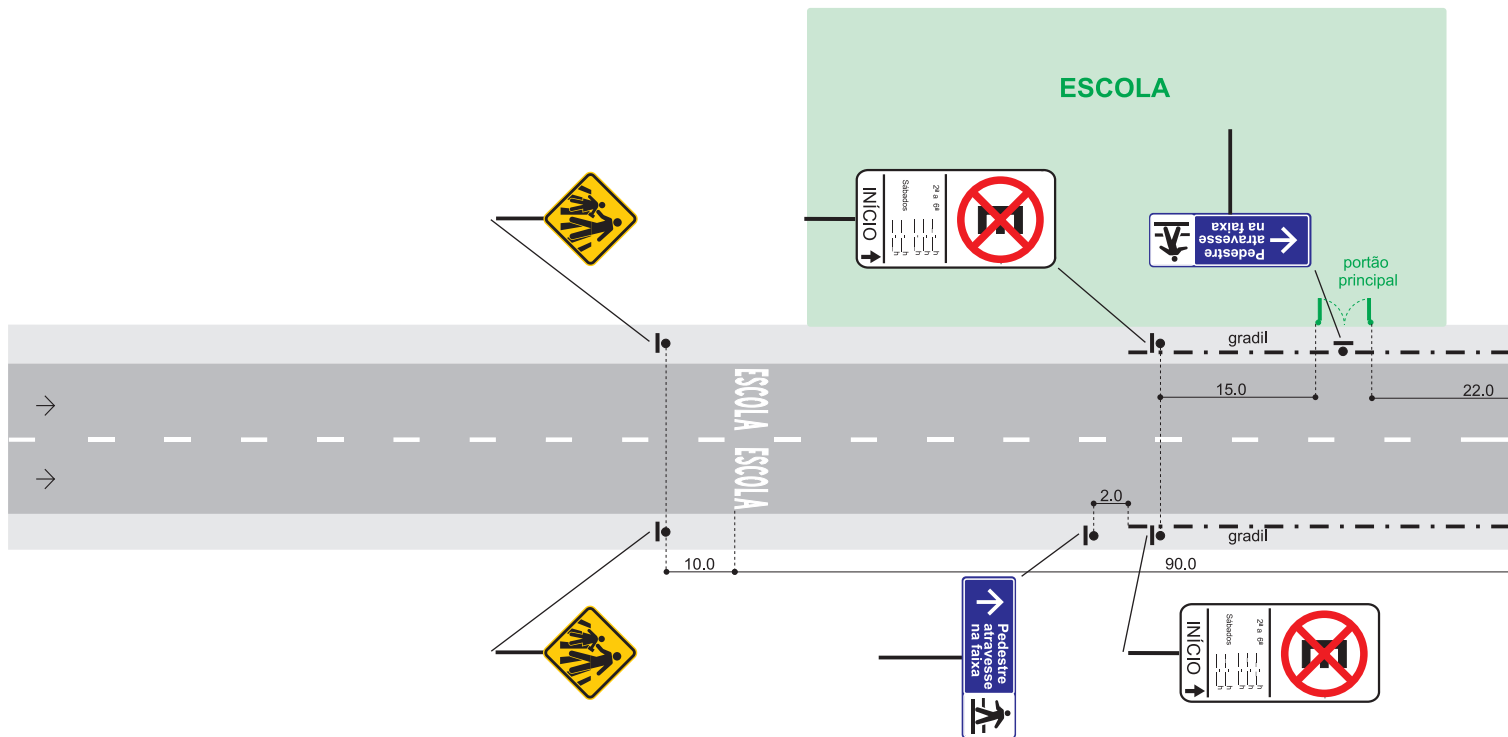 ESCOLA
2ª a 6ª
Sábados
h
h
h
h
h
INÍCIO
Pedestre
atravesse
na faixa
portão
principal
gradil
15.0
22.0
ESCOLA
ESCOLA
2.0
gradil
10.0
90.0
Pedestre
atravesse
na faixa
2ª a 6ª
Sábados
h
h
h
h
h
INÍCIO